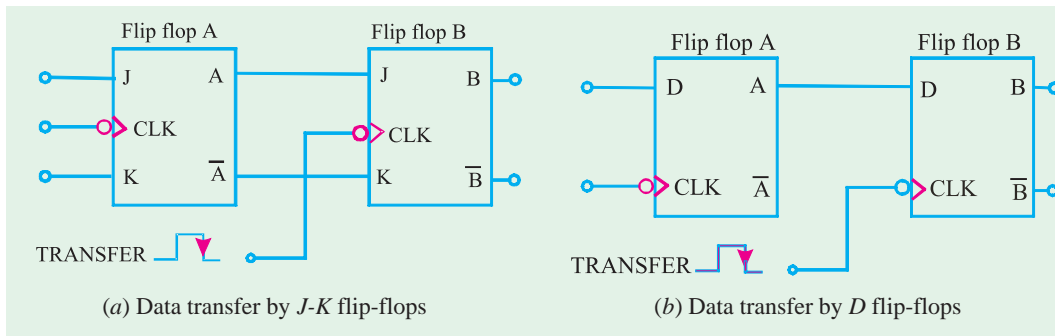 Flip flop A
Flip flop B
J
A
J
B
CLK
CLK
K
A̅
K
B̅
TRANSFER
(a) Data transfer by J-K flip-flops
Flip flop A
Flip flop B
D
A
D
B
CLK
A̅
CLK
B̅
TRANSFER
(b) Data transfer by D flip-flops